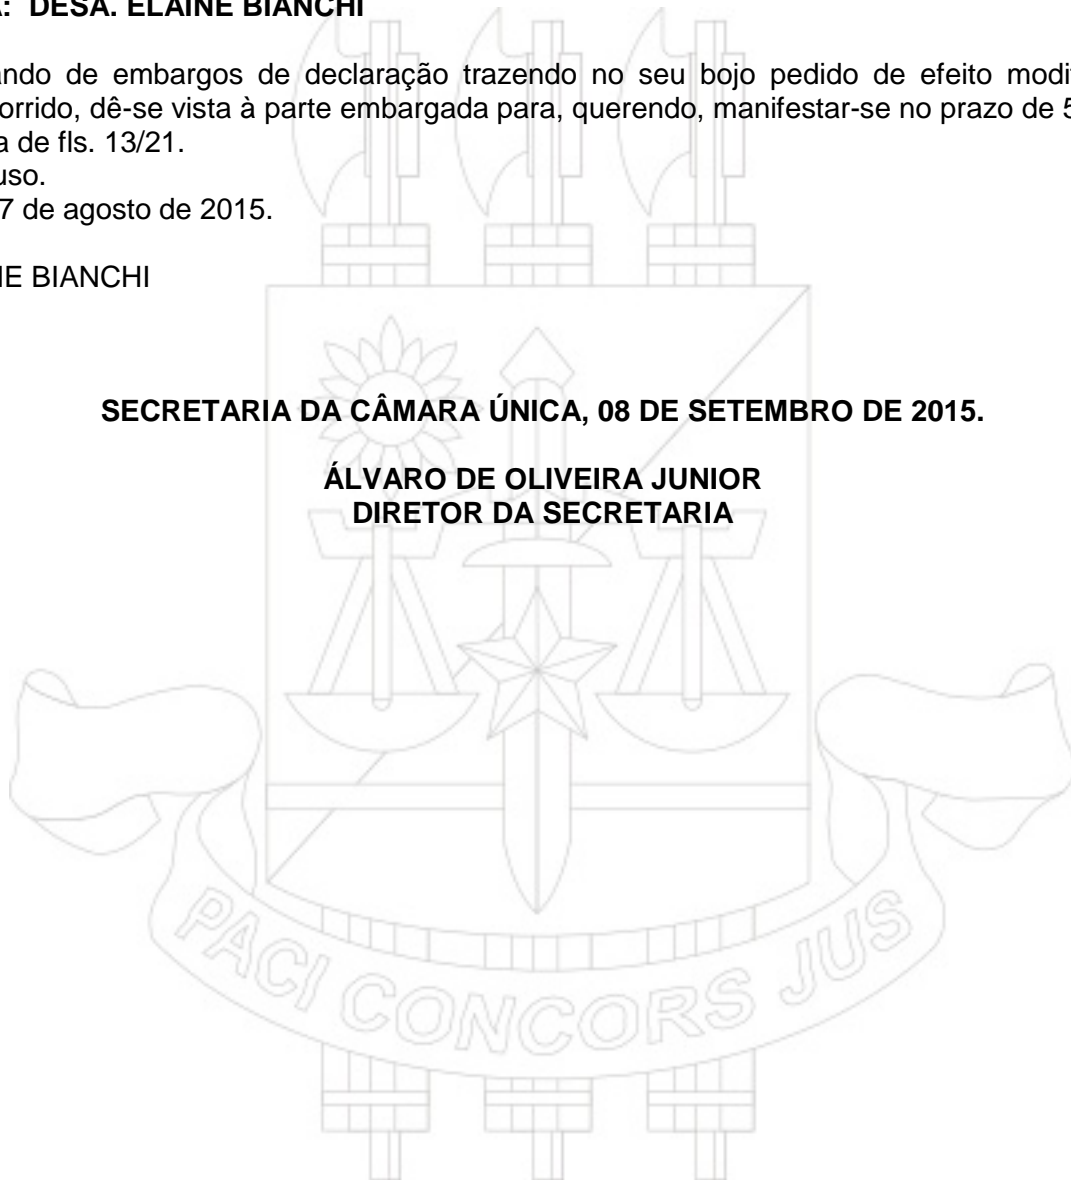 A: DESA. ELAINE BIANCHI
ando de embargos de declaração trazendo no seu bojo pedido de efeito modi
orrido, dê-se vista à parte embargada para, querendo, manifestar-se no prazo de 5
a de fls. 13/21.
uso.
7 de agosto de 2015.
NE BIANCHI
SECRETARIA DA CÂMARA ÚNICA, 08 DE SETEMBRO DE 2015.
ÁLVARO DE OLIVEIRA JUNIOR
DIRETOR DA SECRETARIA
PACI CONCORS JUS